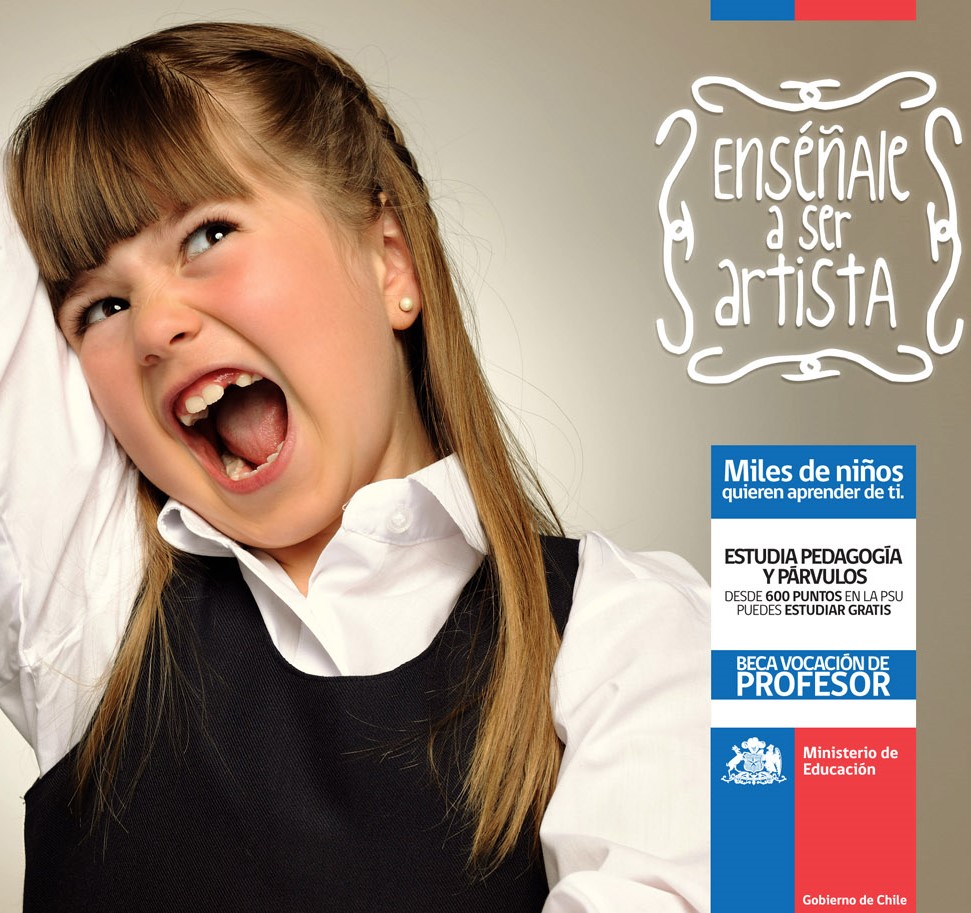 ENSÉÑAle
a ser
artistA
Miles de niños
quieren aprender de ti.
ESTUDIA PEDAGOGÍA
Y PÁRVULOS
DESDE 600 PUNTOS EN LA PSU
PUEDES ESTUDIAR GRATIS
BECA VOCACIÓN DE
PROFESOR
Ministerio de
Educación
Gobierno de Chile